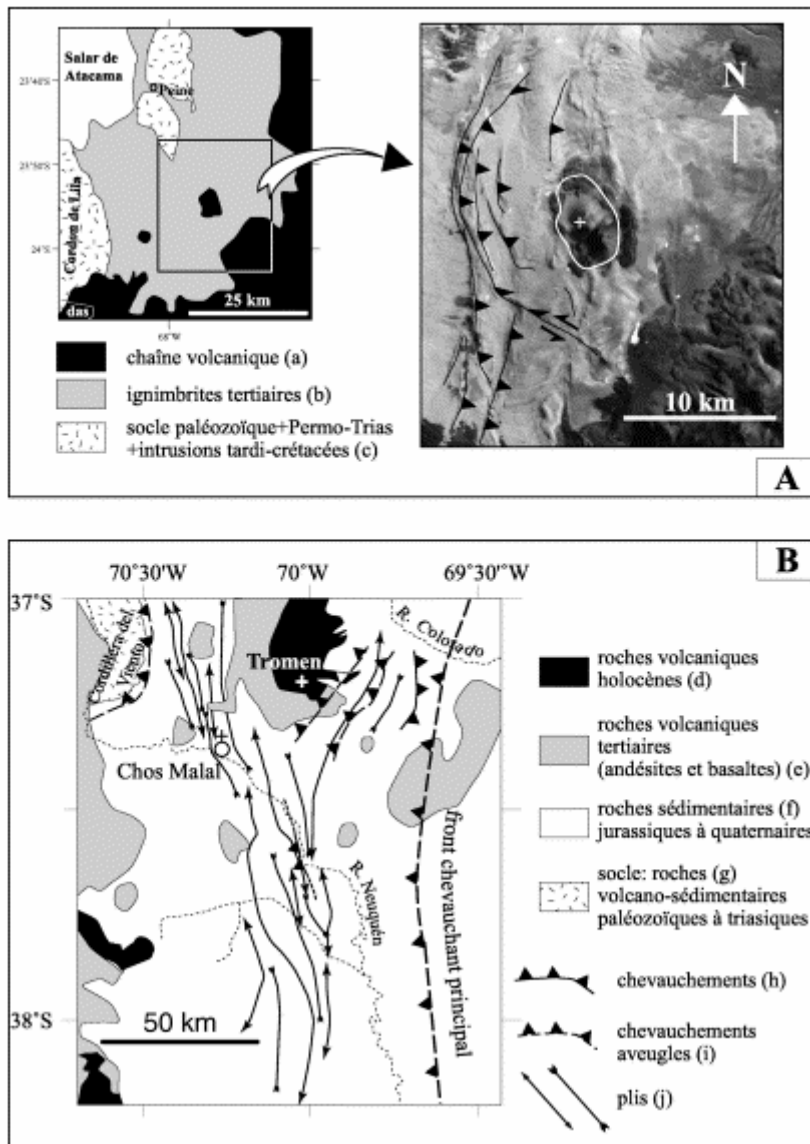 Salar de
Atacama
23°40'S
Peine
23°50'S
Cordon de Lila
24°S
25 km
das
68°W
chaîne volcanique (a)
ignimbrites tertiaires (b)
socle paléozoïque+Permo-Trias
+intrusions tardi-crétacées (c)
N
10 km
A
B
70°30'W
70°W
69°30'W
37°S
Cordillera del
Viento
Tromen
R. Colorado
Chos Malal
R. Neuquén
front chevauchant principal
38°S
50 km
roches volcaniques
holocènes (d)
roches volcaniques
tertiaires
(andésites et basaltes) (e)
roches sédimentaires (f)
jurassiques à quaternaires
socle: roches (g)
volcano-sédimentaires
paléozoïques à triasiques
chevauchements (h)
chevauchements
aveugles (i)
plis (j)